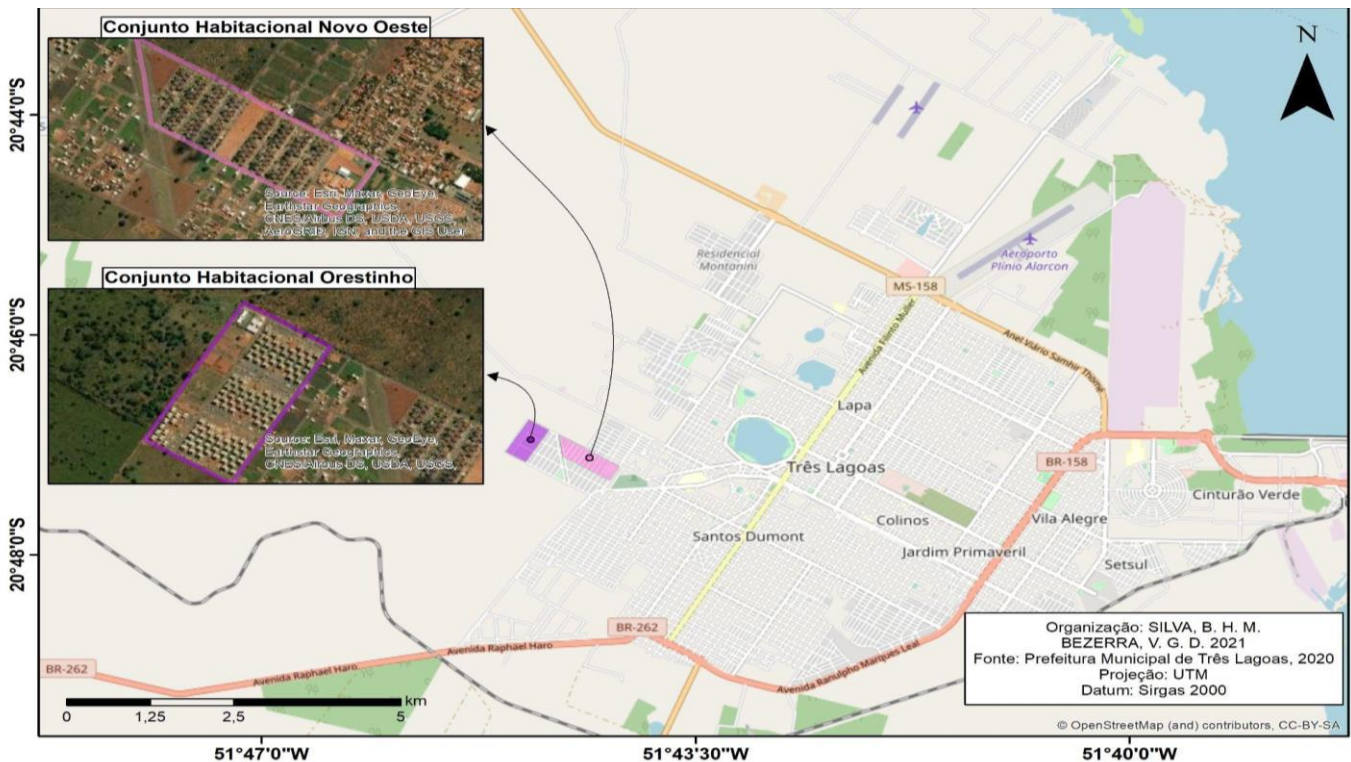 Conjunto Habitacional Novo Oeste
Source: Esri, Maxar, GeoEye,
Earthstar Geographics,
CNES/Airbus DS, USDA, USGS,
AeroGRID, IGN, and the GIS User
Conjunto Habitacional Orestinho
Source: Esri, Maxar, GeoEye,
Earthstar Geographics,
CNES/Airbus DS, USDA, USGS,
N
20°44'0"S
20°46'0"S
20°48'0"S
Residencial
Montanini
Aeroporto
Plínio Alarcon
MS-158
Avenida Filinto Muller
Anel Viário Samhir Thomé
Lapa
Três Lagoas
BR-158
Cinturão Verde
Colinos
Vila Alegre
Santos Dumont
Jardim Primaveril
Setsul
BR-262
Avenida Raphael Haro
BR-262
Avenida Raphael Haro
Avenida Ranulpho Marques Leal
Organização: SILVA, B. H. M.
BEZERRA, V. G. D. 2021
Fonte: Prefeitura Municipal de Três Lagoas, 2020
Projeção: UTM
Datum: Sirgas 2000
km
0 1,25 2,5 5
© OpenStreetMap (and) contributors, CC-BY-SA
51°47'0"W
51°43'30"W
51°40'0"W